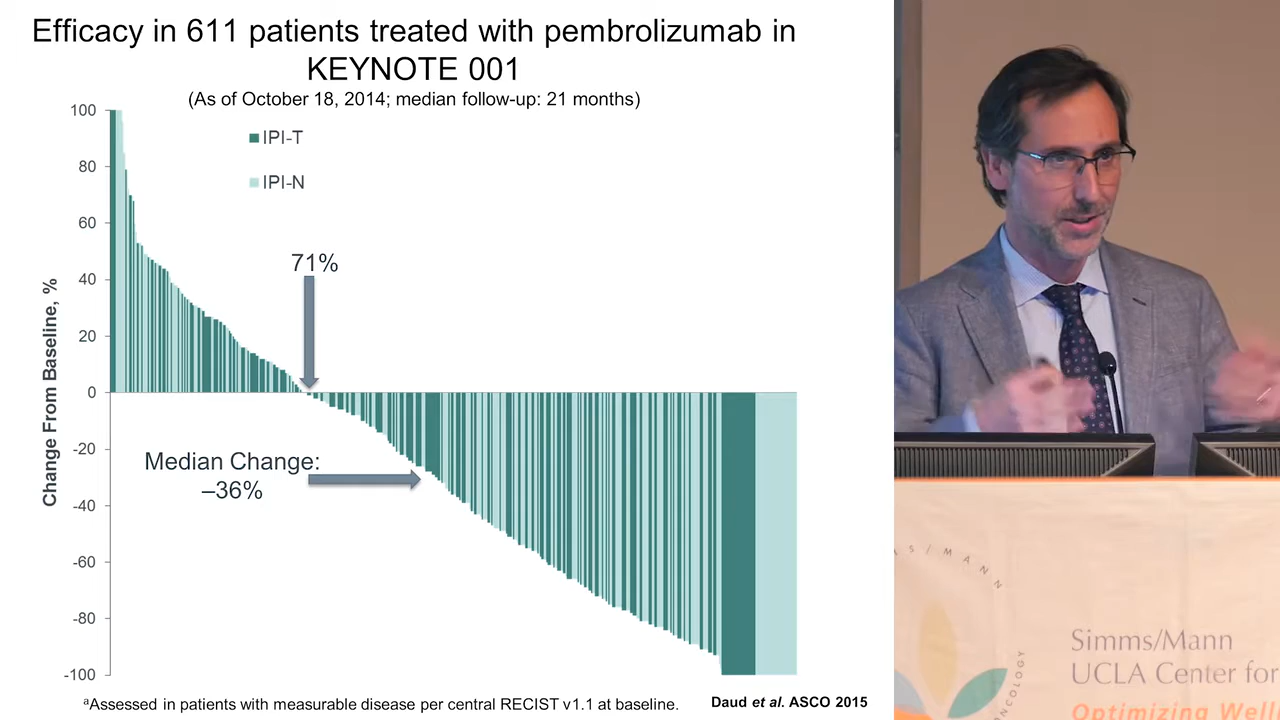 Efficacy in 611 patients treated with pembrolizumab in
KEYNOTE 001
(As of October 18, 2014; median follow-up: 21 months)
100
80
60
40
20
0
-20
-40
-60
-80
-100
Change From Baseline, %
IPI-T
IPI-N
71%
Median Change:
–36%
ᵃAssessed in patients with measurable disease per central RECIST v1.1 at baseline.
Daud et al. ASCO 2015
S / M A N N
ONCOLOGY
Simms/Mann
UCLA Center for
Optimizing